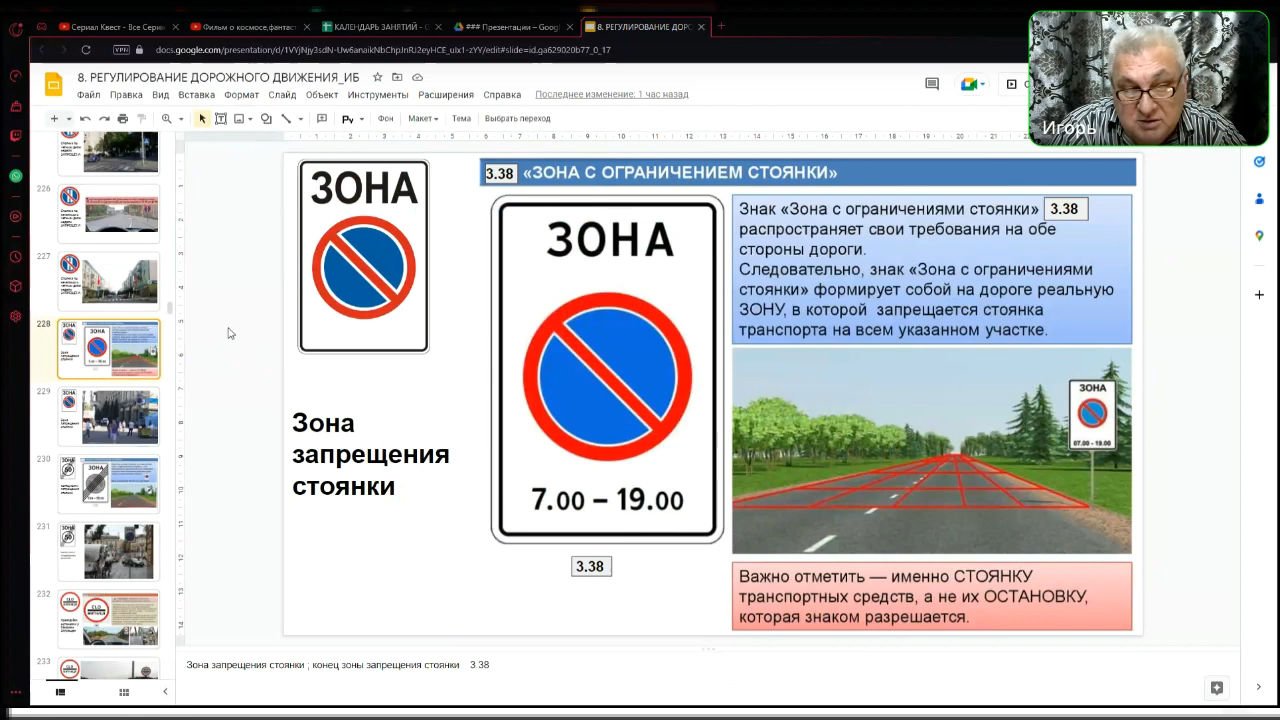 Сериал Квест - Все Серии
Фильм о космосе,фантаст
КАЛЕНДАРЬ ЗАНЯТИЙ - G
### Презентации – Googl
8. РЕГУЛИРОВАНИЕ ДОРО
VPN
docs.google.com/presentation/d/1VYjNjy3sdN-Uw6anaikNbChpJnRJ2eyHCE_ulx1-zYY/edit#slide=id.ga629020b77_0_17
8. РЕГУЛИРОВАНИЕ ДОРОЖНОГО ДВИЖЕНИЯ_ИБ
Файл Правка Вид Вставка Формат Слайд Объект Инструменты Расширения Справка Последнее изменение: 1 час назад
Фон Макет Тема Выбрать переход
Игорь
226
227
228
229
230
231
232
233
ЗОНА
Зона
запрещения
стоянки
3.38 «ЗОНА С ОГРАНИЧЕНИЕМ СТОЯНКИ»
ЗОНА
7.00 – 19.00
3.38
Знак «Зона с ограничениями стоянки» 3.38
распространяет свои требования на обе
стороны дороги.
Следовательно, знак «Зона с ограничениями
стоянки» формирует собой на дороге реальную
ЗОНУ, в которой запрещается стоянка
транспорта на всем указанном участке.
ЗОНА
07.00 - 19.00
Важно отметить — именно СТОЯНКУ
транспортных средств, а не их ОСТАНОВКУ,
которая знаком разрешается.
Зона запрещения стоянки ; конец зоны запрещения стоянки 3.38